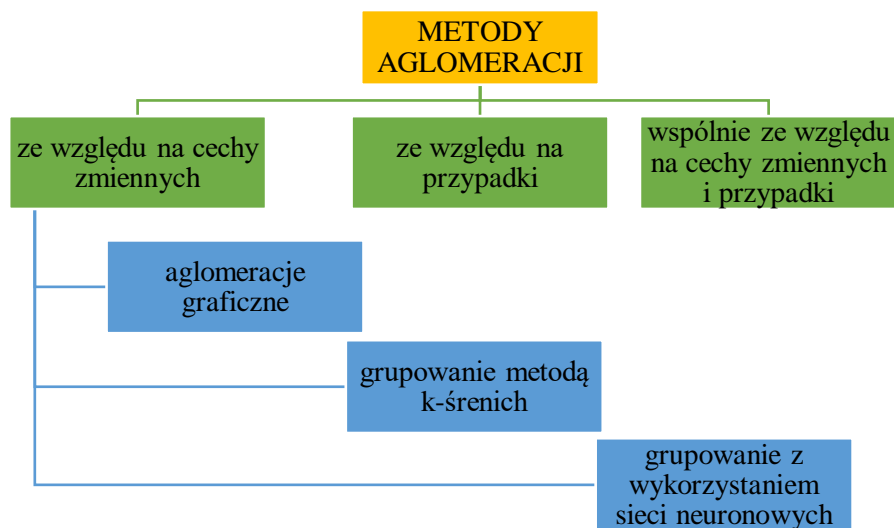 METODY
AGLOMERACJI
ze względu na cechy
zmiennych
ze względu na
przypadki
wspólnie ze względu
na cechy zmiennych
i przypadki
aglomeracje
graficzne
grupowanie metodą
k-śrenich
grupowanie z
wykorzystaniem
sieci neuronowych